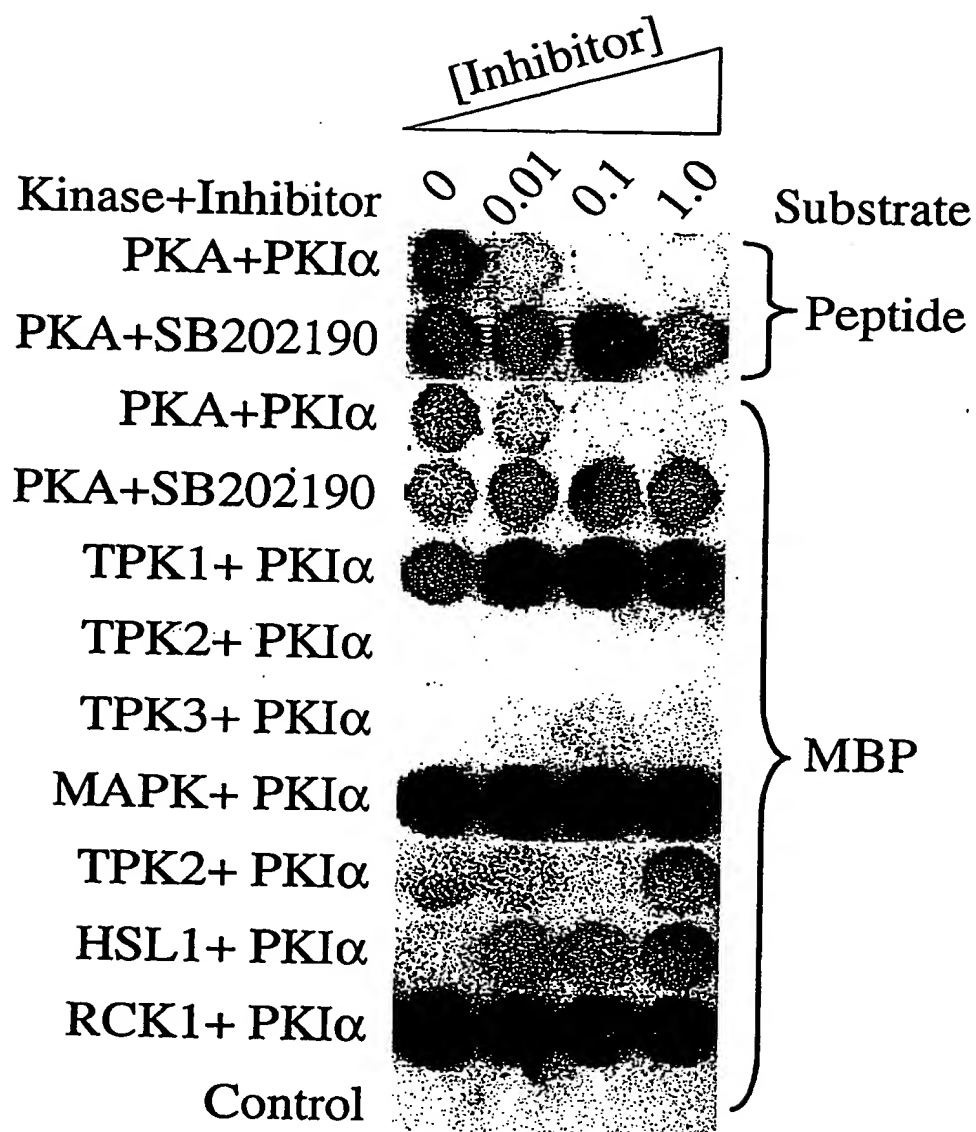 [Inhibitor]
0 0.01 0.1 1.0
Kinase+Inhibitor Substrate
PKA+PKIα
PKA+SB202190
Peptide
PKA+PKIα
PKA+SB202190
TPK1+ PKIα
TPK2+ PKIα
TPK3+ PKIα
MAPK+ PKIα
TPK2+ PKIα
HSL1+ PKIα
RCK1+ PKIα
Control
MBP